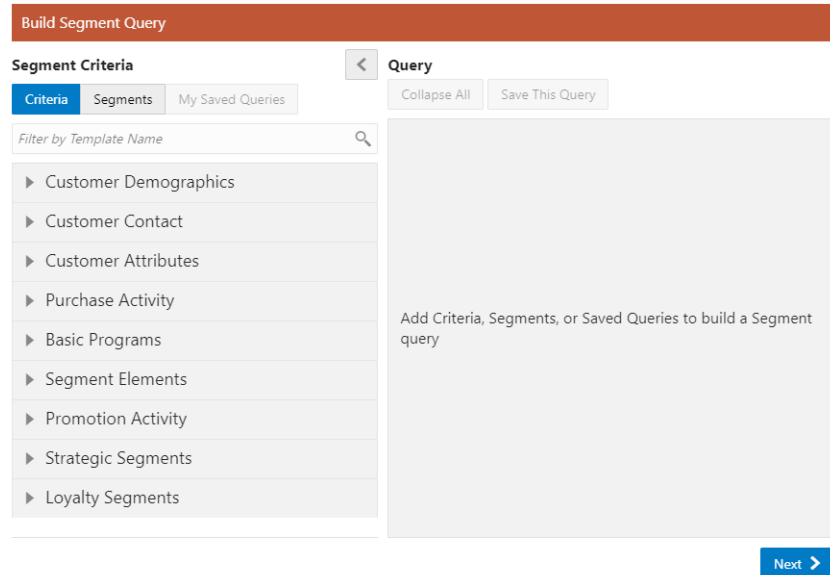 Build Segment Query
Segment Criteria
Criteria Segments My Saved Queries
Filter by Template Name
Customer Demographics
Customer Contact
Customer Attributes
Purchase Activity
Basic Programs
Segment Elements
Promotion Activity
Strategic Segments
Loyalty Segments
Query
Collapse All Save This Query
Add Criteria, Segments, or Saved Queries to build a Segment
query
Next